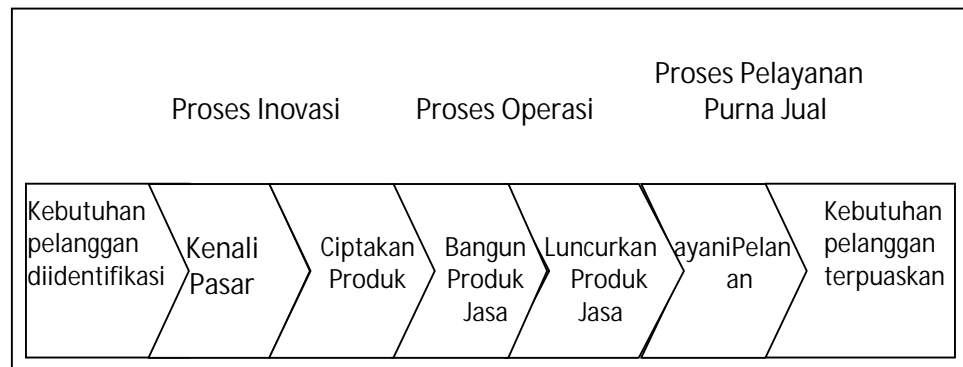 Proses Inovasi
Proses Operasi
Proses Pelayanan
Purna Jual
Kebutuhan
pelanggan
diidentifikasi
Kenali
Pasar
Ciptakan
Produk
Bangun
Produk
Jasa
Luncurkan
Produk
Jasa
ayaniPelan
an
Kebutuhan
pelanggan
terpuaskan